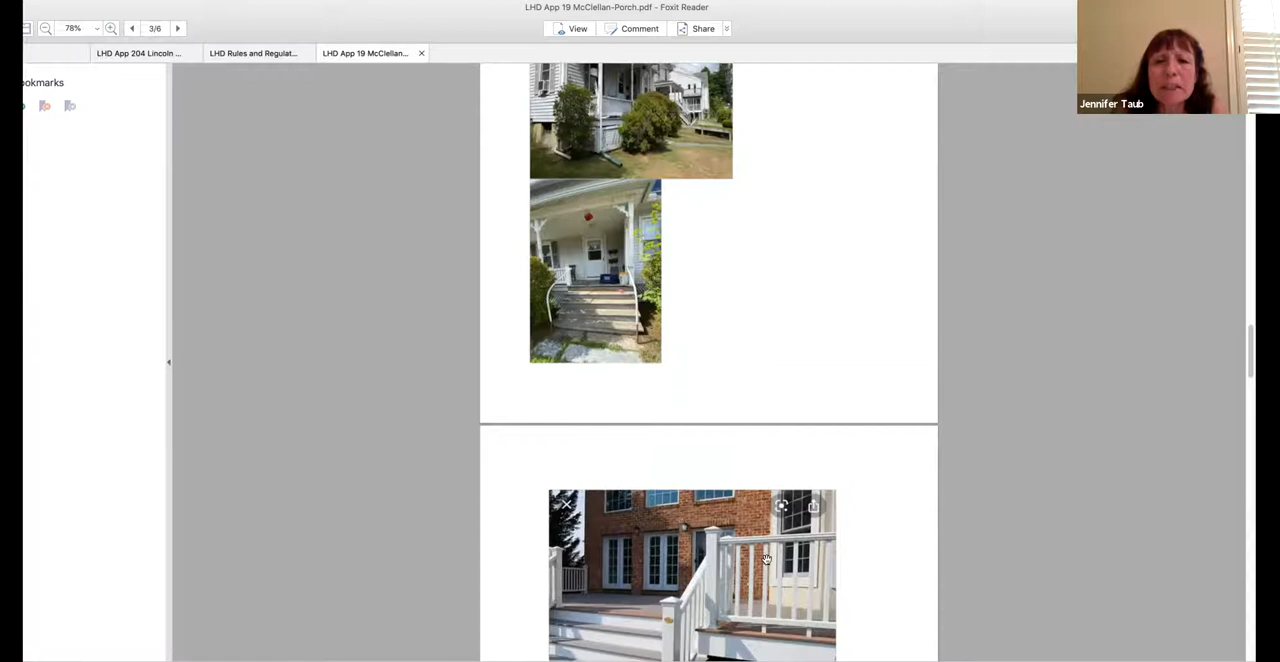 LHD App 19 McClellan-Porch.pdf - Foxit Reader
78% 3/6 View Comment Share
LHD App 204 Lincoln ... LHD Rules and Regulat... LHD App 19 McClellan...
ookmarks
Jennifer Taub